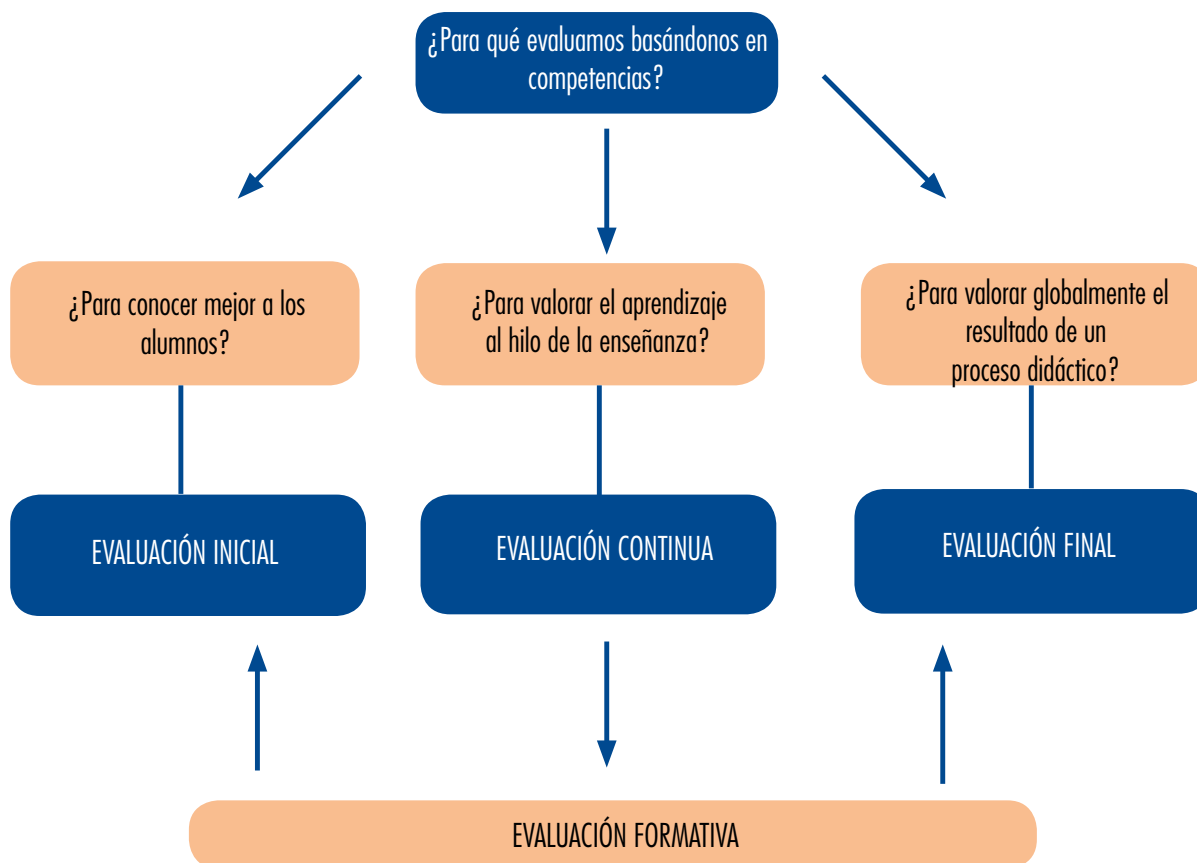 ¿Para qué evaluamos basándonos en
competencias?
¿Para conocer mejor a los
alumnos?
¿Para valorar el aprendizaje
al hilo de la enseñanza?
¿Para valorar globalmente el
resultado de un
proceso didáctico?
EVALUACIÓN INICIAL
EVALUACIÓN CONTINUA
EVALUACIÓN FINAL
EVALUACIÓN FORMATIVA